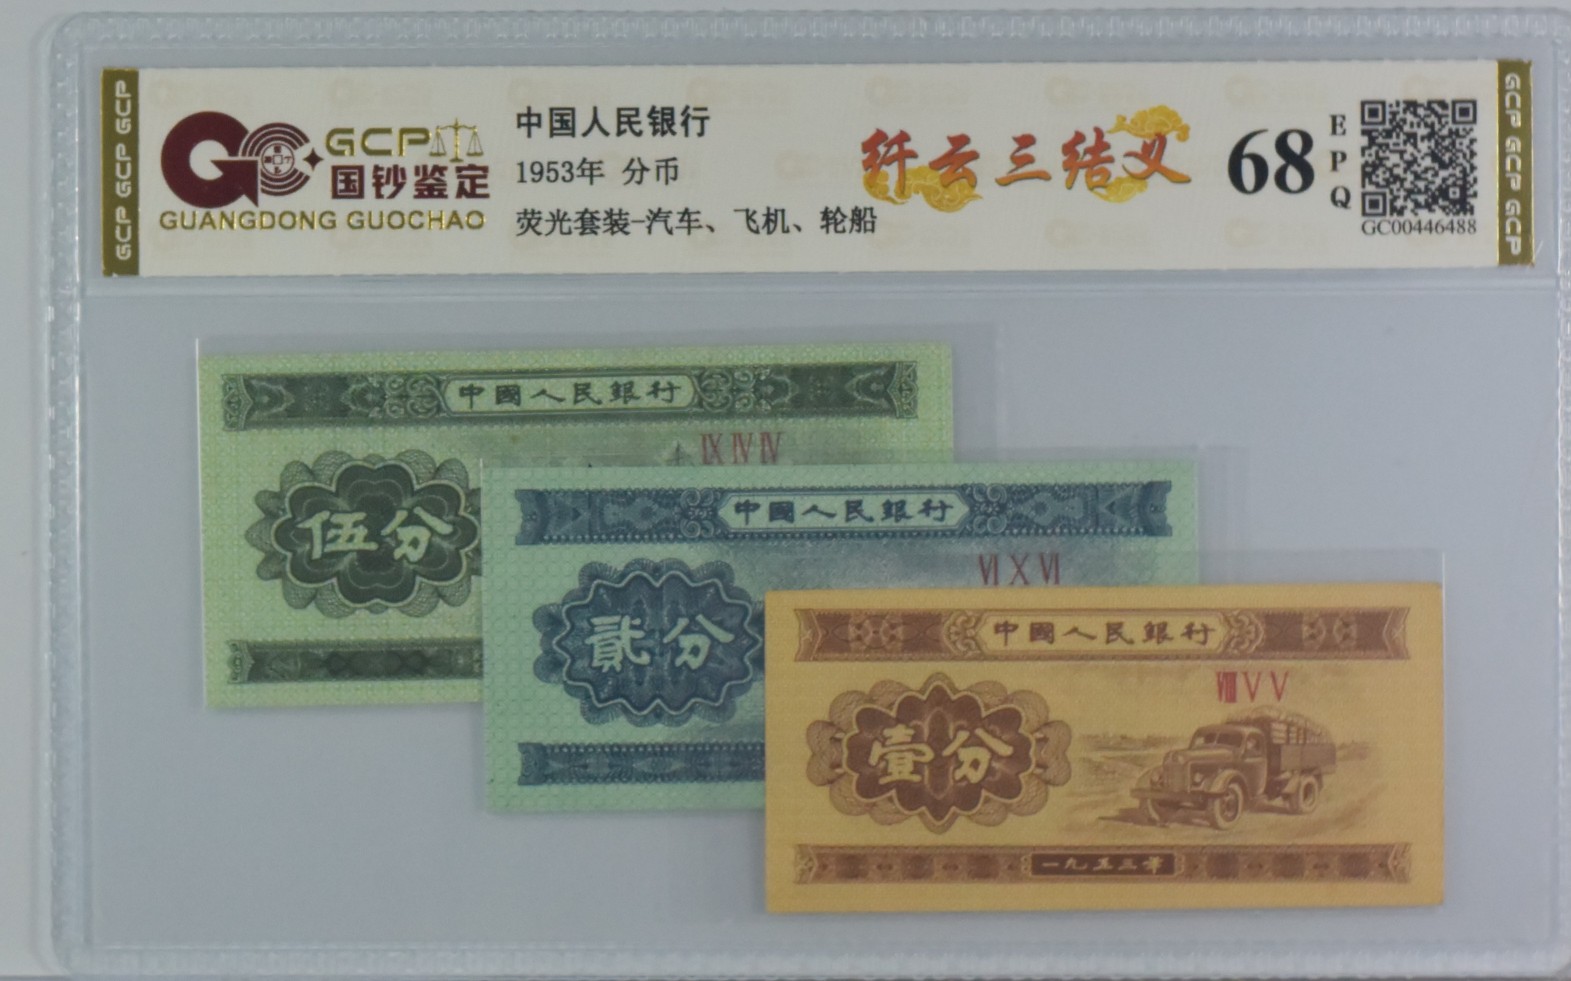 GCP GCP GCP
GCP
国钞鉴定
GUANGDONG GUOCHAO
中国人民银行
1953年 分币
荧光套装-汽车、飞机、轮船
纤云三结义
68
EPQ
GC00446488
GCP GCP GCP
中國人民銀行
IX IV IV
伍分
中國人民銀行
VI X VI
貳分
中國人民銀行
VIII V V
壹分
一九五三年